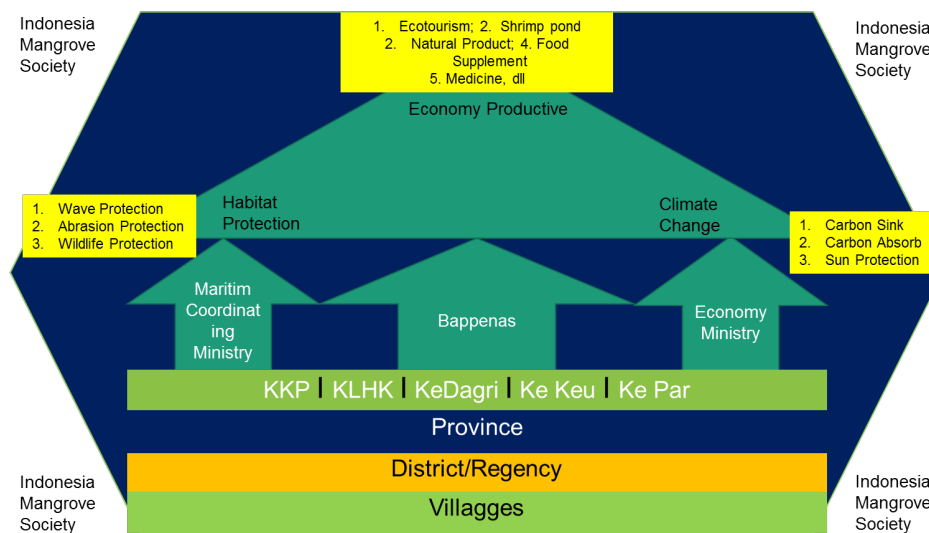 Indonesia
Mangrove
Society
1. Ecotourism; 2. Shrimp pond
2. Natural Product; 4. Food
Supplement
5. Medicine, dll
Indonesia
Mangrove
Society
Economy Productive
1. Wave Protection
2. Abrasion Protection
3. Wildlife Protection
Habitat
Protection
Climate
Change
1. Carbon Sink
2. Carbon Absorb
3. Sun Protection
Maritim
Coordinat
ing
Ministry
Bappenas
Economy
Ministry
KKP | KLHK | KeDagri | Ke Keu | Ke Par
Province
District/Regency
Villagges
Indonesia
Mangrove
Society
Indonesia
Mangrove
Society